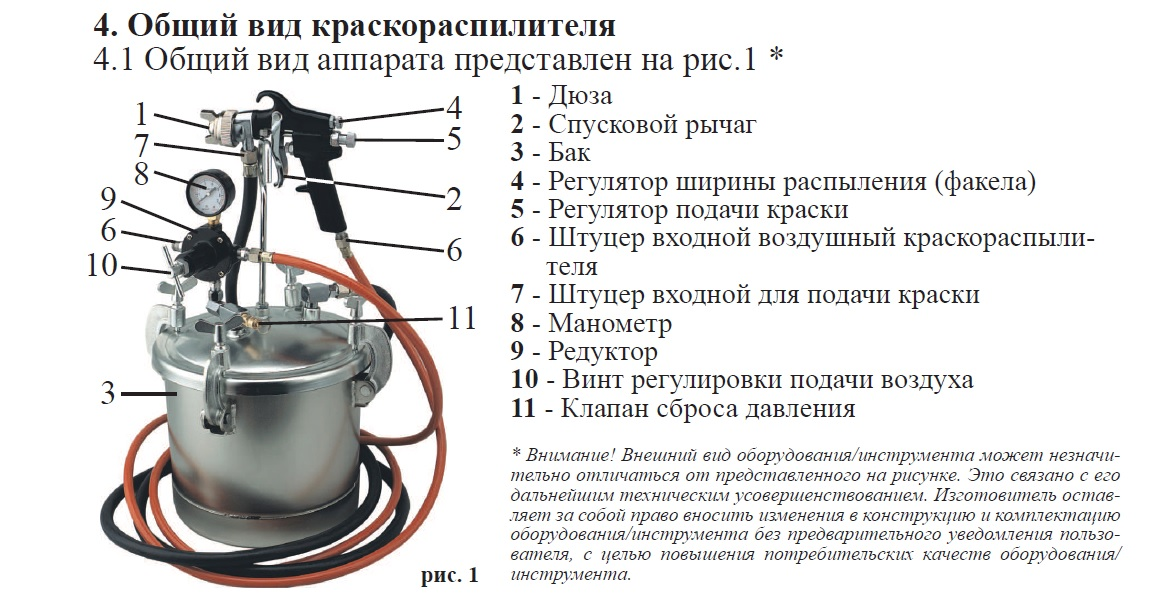 4. Общий вид краскораспилителя
4.1 Общий вид аппарата представлен на рис.1 *
1
7
8
9
6
10
3
4
5
2
6
11
рис. 1
1 - Дюза
2 - Спусковой рычаг
3 - Бак
4 - Регулятор ширины распыления (факела)
5 - Регулятор подачи краски
6 - Штуцер входной воздушный краскораспыли-
теля
7 - Штуцер входной для подачи краски
8 - Манометр
9 - Редуктор
10 - Винт регулировки подачи воздуха
11 - Клапан сброса давления
* Внимание! Внешний вид оборудования/инструмента может незначи-
тельно отличаться от представленного на рисунке. Это связано с его
дальнейшим техническим усовершенствованием. Изготовитель остав-
ляет за собой право вносить изменения в конструкцию и комплектацию
оборудования/инструмента без предварительного уведомления пользо-
вателя, с целью повышения потребительских качеств оборудования/
инструмента.